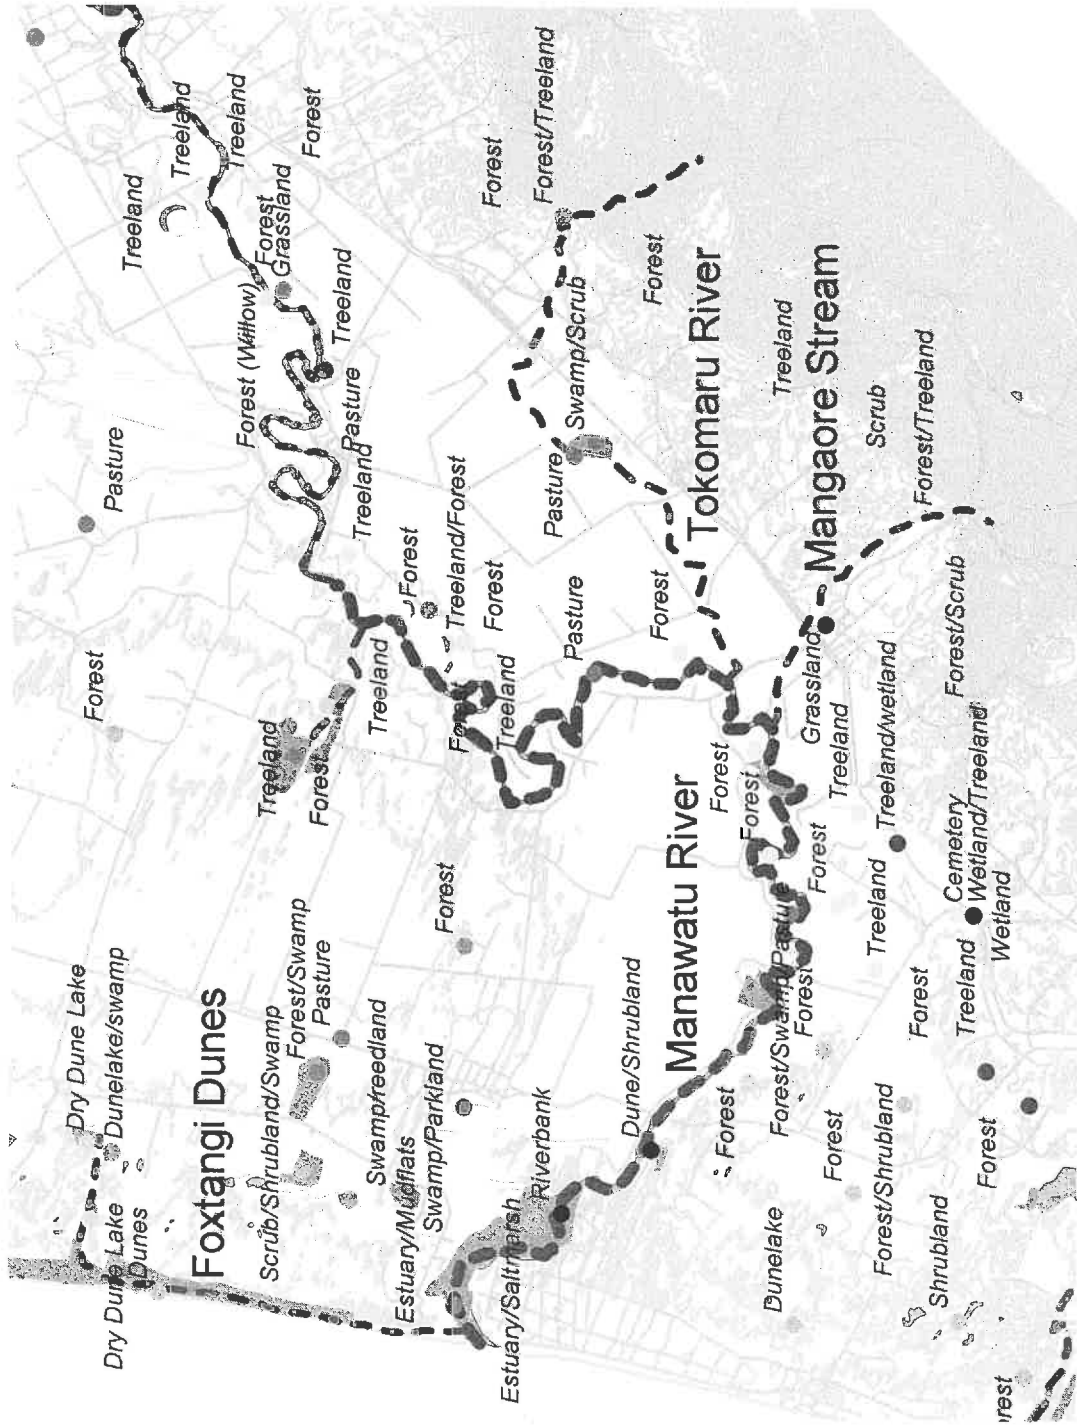 Dry Dune Lake
Dry Dune Lake
Dunelake/swamp
Dunes
Forest
Pasture
Treeland
Treeland
Treeland
Foxtangi Dunes
Scrub/Shrubland/Swamp
Forest/Swamp
Pasture
Treeland
Forest
Forest (Willow)
Forest
Grassland
Forest
Treeland
Pasture
Treeland
Treeland
Swamp/reedland
Estuary/Mudflats
Swamp/Parkland
Forest
Forest
Treeland/Forest
Forest
Treeland
Forest
Estuary/Saltmarsh
Riverbank
Pasture
Pasture
Swamp/Scrub
Forest/Treeland
Dune/Shrubland
Forest
Forest
Manawatu River
Tokomaru River
Forest
Forest
Forest
Dunelake
Forest/Swamp/Pasture
Forest
Forest
Grassland
Treeland
Treeland
Mangaore Stream
Forest
Forest/Shrubland
Treeland
Treeland/wetland
Scrub
Forest
Forest/Treeland
Shrubland
Treeland
Cemetery
Forest/Scrub
Wetland/Treeland
Forest
Wetland